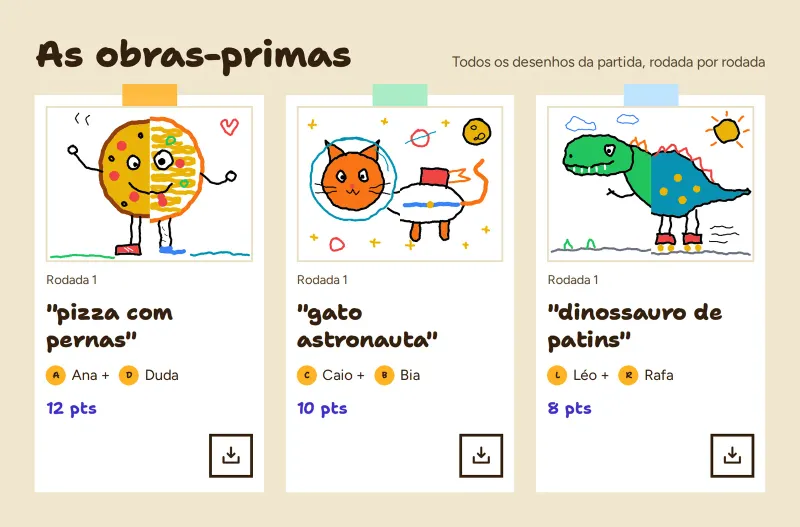 As obras-primas
Todos os desenhos da partida, rodada por rodada
Rodada 1
"pizza com
pernas"
A Ana + D Duda
12 pts
Rodada 1
"gato
astronauta"
C Caio + B Bia
10 pts
Rodada 1
"dinossauro de
patins"
L Léo + R Rafa
8 pts